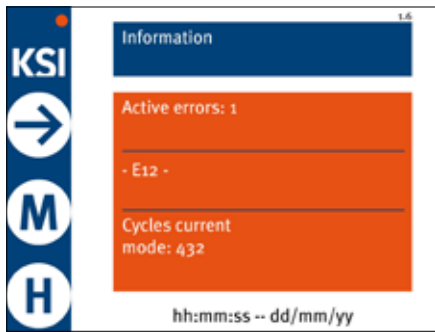 1.6
KSI
Information
Active errors: 1
- E12 -
Cycles current
mode: 432
M
H
hh:mm:ss -- dd/mm/yy